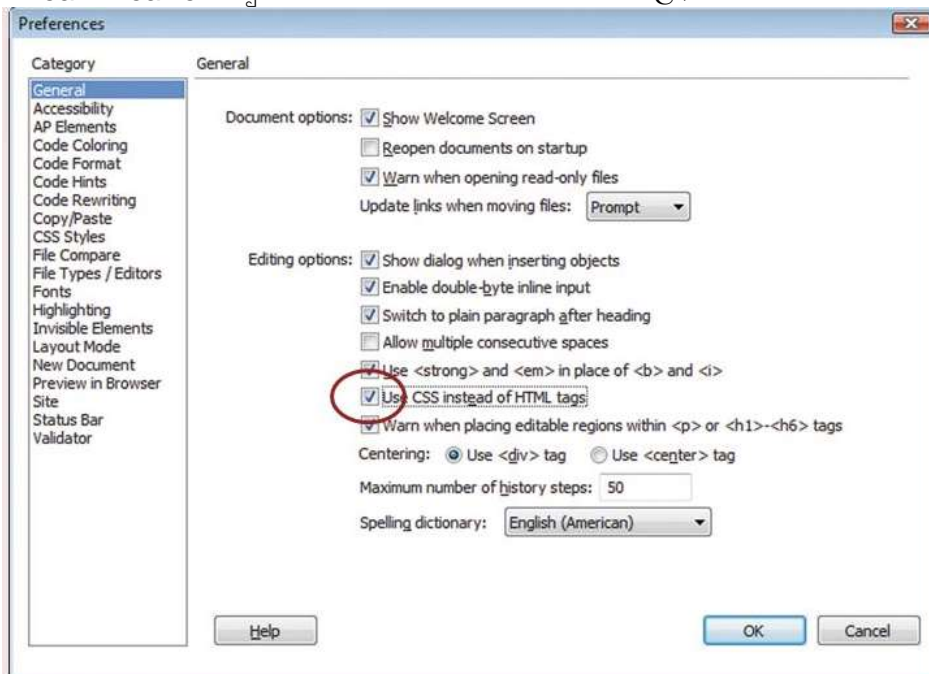 Preferences
Category
General
General
Accessibility
AP Elements
Code Coloring
Code Format
Code Hints
Code Rewriting
Copy/Paste
CSS Styles
File Compare
File Types / Editors
Fonts
Highlighting
Invisible Elements
Layout Mode
New Document
Preview in Browser
Site
Status Bar
Validator
Document options: Show Welcome Screen
Reopen documents on startup
Warn when opening read-only files
Update links when moving files: Prompt
Editing options: Show dialog when inserting objects
Enable double-byte inline input
Switch to plain paragraph after heading
Allow multiple consecutive spaces
Use <strong> and <em> in place of <b> and <i>
Use CSS instead of HTML tags
Warn when placing editable regions within <p> or <h1>-<h6> tags
Centering: Use <div> tag Use <center> tag
Maximum number of history steps: 50
Spelling dictionary: English (American)
Help OK Cancel